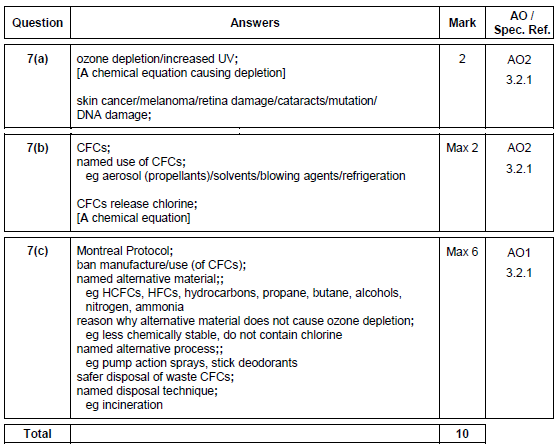 Question Answers Mark AO / Spec. Ref.
7(a) ozone depletion/increased UV; 2 AO2
[A chemical equation causing depletion] 3.2.1
skin cancer/melanoma/retina damage/cataracts/mutation/
DNA damage;
7(b) CFCs; Max 2 AO2
named use of CFCs; 3.2.1
eg aerosol (propellants)/solvents/blowing agents/refrigeration
CFCs release chlorine;
[A chemical equation]
7(c) Montreal Protocol; Max 6 AO1
ban manufacture/use (of CFCs);
named alternative material;; 3.2.1
eg HCFCs, HFCs, hydrocarbons, propane, butane, alcohols,
nitrogen, ammonia
reason why alternative material does not cause ozone depletion;
eg less chemically stable, do not contain chlorine
named alternative process;;
eg pump action sprays, stick deodorants
safer disposal of waste CFCs;
named disposal technique;
eg incineration
Total 10